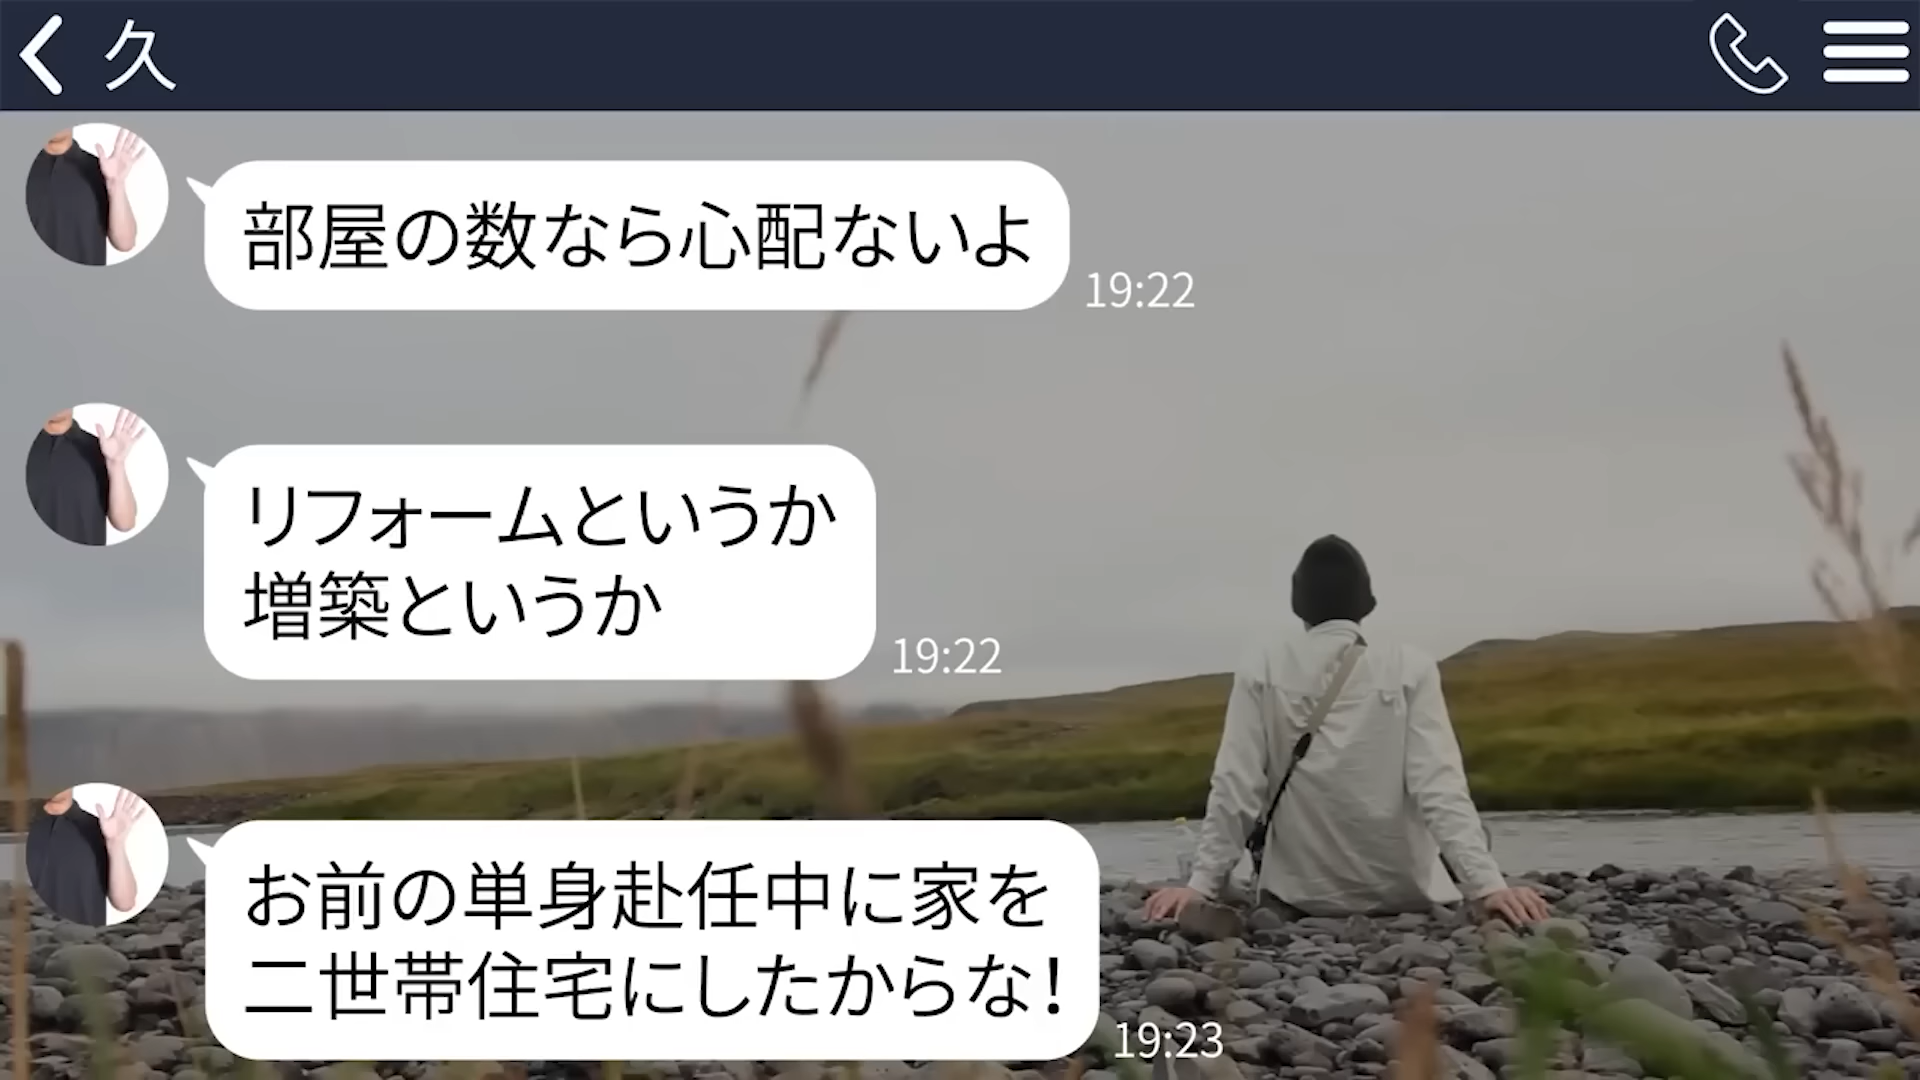 久
部屋の数なら心配ないよ
19:22
リフォームというか
増築というか
19:22
お前の単身赴任中に家を
二世帯住宅にしたからな！
19:23